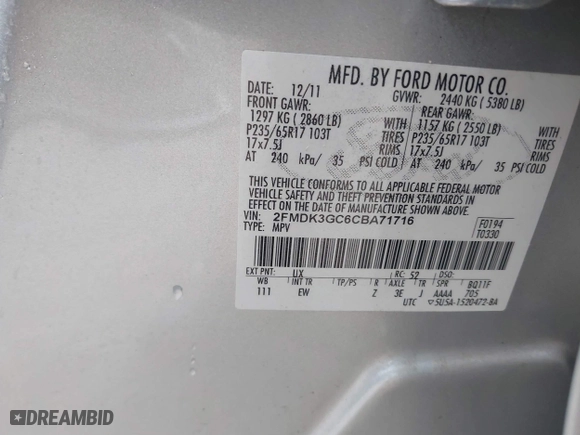 MFD. BY FORD MOTOR CO.
DATE: 12/11 GVWR: 2440 KG ( 5380 LB)
FRONT GAWR: REAR GAWR:
1297 KG ( 2860 LB) WITH 1157 KG ( 2550 LB) WITH
P235/65R17 103T TIRES P235/65R17 103T TIRES
17x7.5J RIMS 17x7.5J RIMS
AT 240 kPa/ 35 PSI COLD AT 240 kPa/ 35 PSI COLD
THIS VEHICLE CONFORMS TO ALL APPLICABLE FEDERAL MOTOR
VEHICLE SAFETY AND BUMPER STANDARDS AND THEFT PREVENTION STANDARDS IN
EFFECT ON THE DATE OF MANUFACTURE SHOWN ABOVE.
VIN: 2FMDK3GC6CBA71716 F0194
TYPE: MPV T0330
EXT PNT: UX RC: 52 DSO:
WB INT TR TP/PS R AXLE TR SPR BQ11F
111 EW Z 3E J AAAA 705
UTC ▽5U5A-1520472-BA
DREAMBID